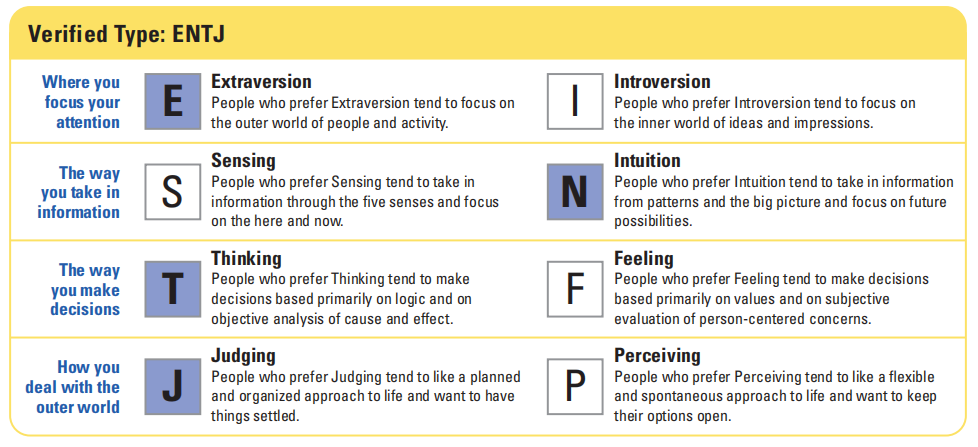 Verified Type: ENTJ
Where you
focus your
attention
E
Extraversion
People who prefer Extraversion tend to focus on
the outer world of people and activity.
I
Introversion
People who prefer Introversion tend to focus on
the inner world of ideas and impressions.
The way
you take in
information
S
Sensing
People who prefer Sensing tend to take in
information through the five senses and focus
on the here and now.
N
Intuition
People who prefer Intuition tend to take in information
from patterns and the big picture and focus on future
possibilities.
The way
you make
decisions
T
Thinking
People who prefer Thinking tend to make
decisions based primarily on logic and on
objective analysis of cause and effect.
F
Feeling
People who prefer Feeling tend to make decisions
based primarily on values and on subjective
evaluation of person-centered concerns.
How you
deal with the
outer world
J
Judging
People who prefer Judging tend to like a planned
and organized approach to life and want to have
things settled.
P
Perceiving
People who prefer Perceiving tend to like a flexible
and spontaneous approach to life and want to keep
their options open.